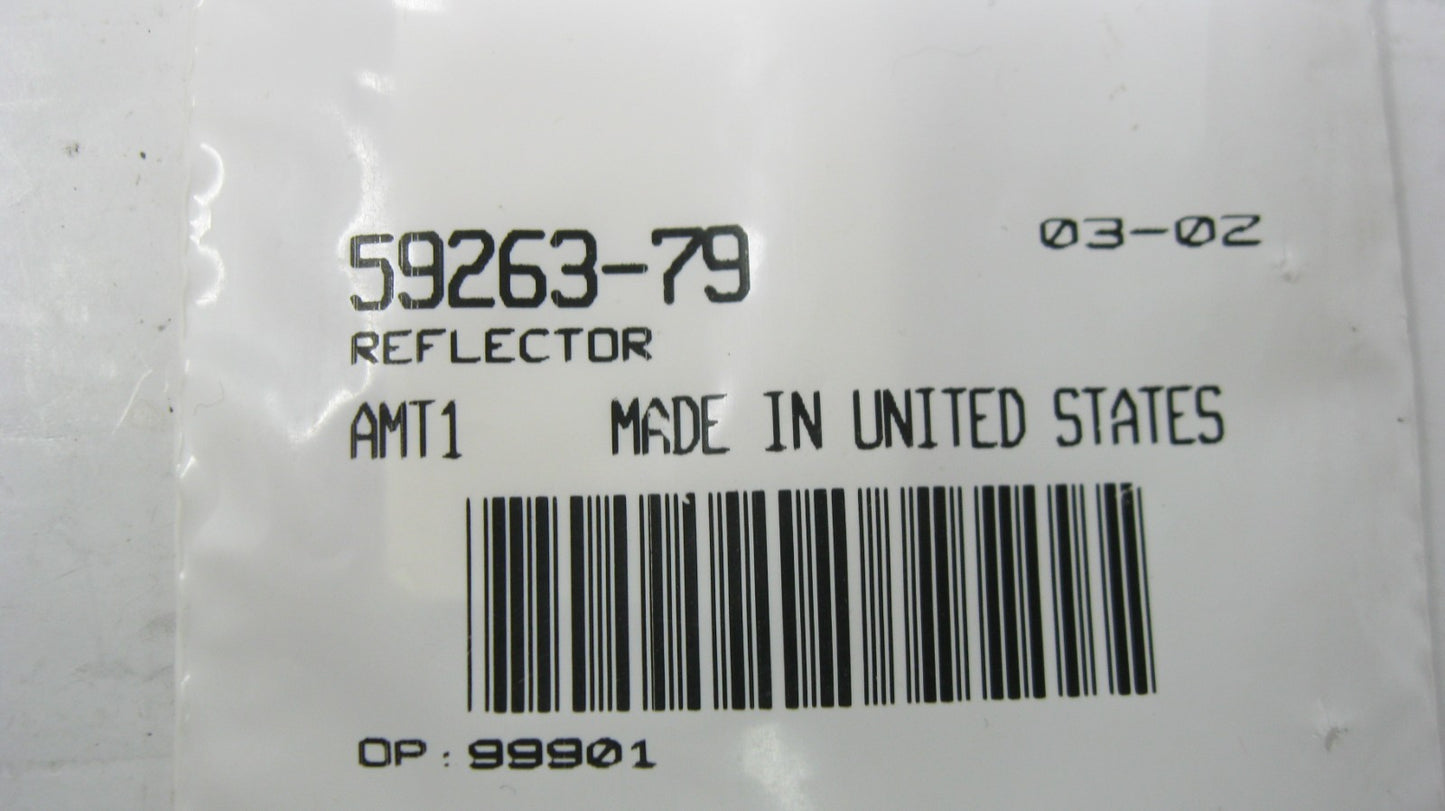 03-02
59263-79
REFLECTOR
AMT1 MADE IN UNITED STATES
OP: 99901